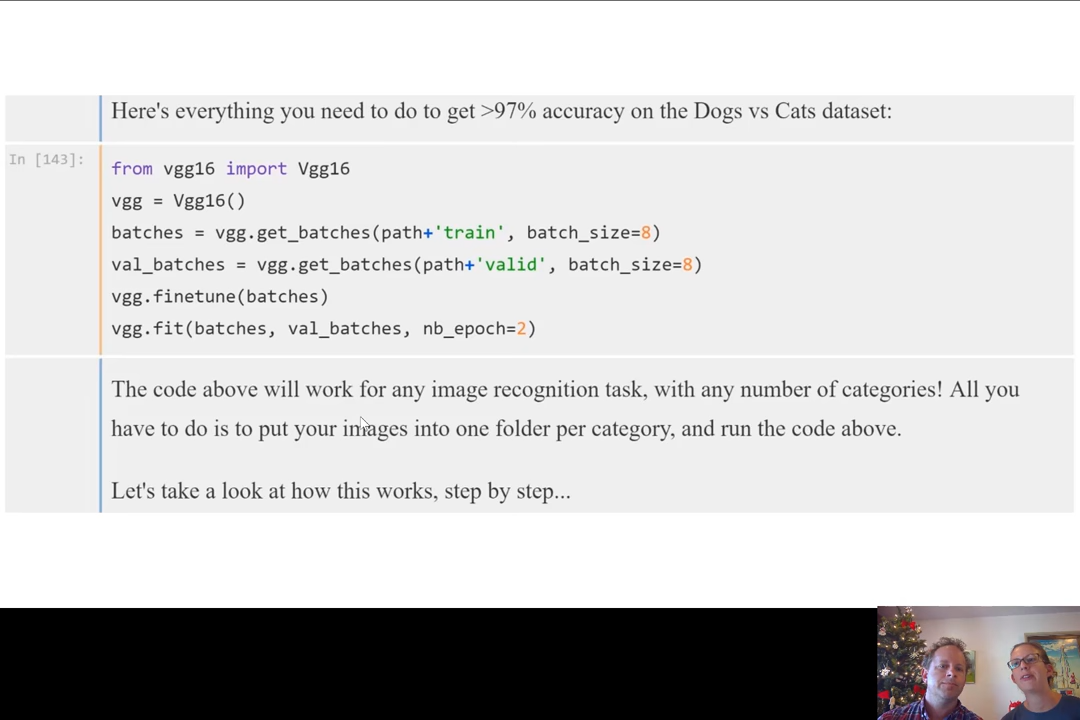 Here's everything you need to do to get >97% accuracy on the Dogs vs Cats dataset:
In [143]:
from vgg16 import Vgg16
vgg = Vgg16()
batches = vgg.get_batches(path+'train', batch_size=8)
val_batches = vgg.get_batches(path+'valid', batch_size=8)
vgg.finetune(batches)
vgg.fit(batches, val_batches, nb_epoch=2)
The code above will work for any image recognition task, with any number of categories! All you
have to do is to put your images into one folder per category, and run the code above.
Let's take a look at how this works, step by step...